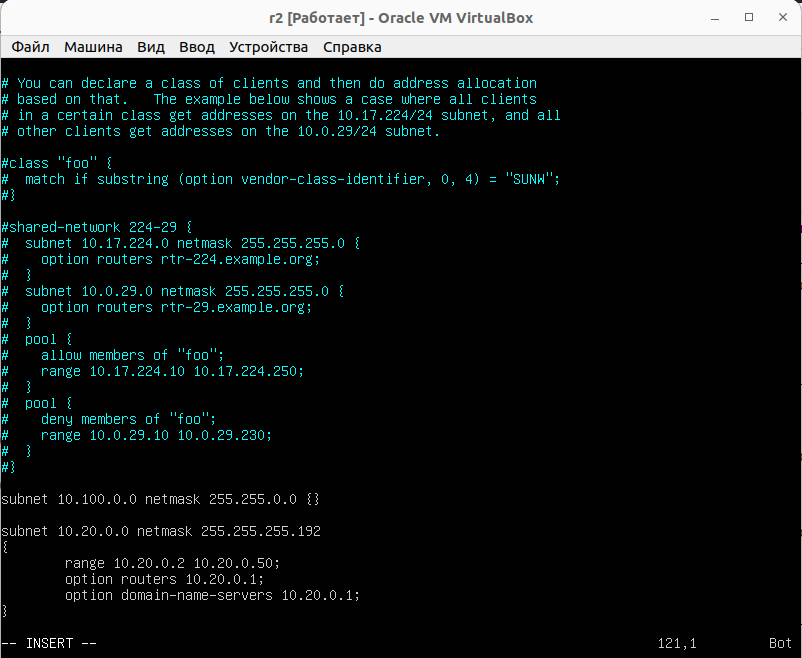 r2 [Работает] - Oracle VM VirtualBox
Файл Машина Вид Ввод Устройства Справка
# You can declare a class of clients and then do address allocation
# based on that.   The example below shows a case where all clients
# in a certain class get addresses on the 10.17.224/24 subnet, and all
# other clients get addresses on the 10.0.29/24 subnet.
#class "foo" {
#  match if substring (option vendor-class-identifier, 0, 4) = "SUNW";
#}
#shared-network 224-29 {
#  subnet 10.17.224.0 netmask 255.255.255.0 {
#    option routers rtr-224.example.org;
#  }
#  subnet 10.0.29.0 netmask 255.255.255.0 {
#    option routers rtr-29.example.org;
#  }
#  pool {
#    allow members of "foo";
#    range 10.17.224.10 10.17.224.250;
#  }
#  pool {
#    deny members of "foo";
#    range 10.0.29.10 10.0.29.230;
#  }
#}
subnet 10.100.0.0 netmask 255.255.0.0 {}
subnet 10.20.0.0 netmask 255.255.255.192
{
        range 10.20.0.2 10.20.0.50;
        option routers 10.20.0.1;
        option domain-name-servers 10.20.0.1;
}
-- INSERT -- 121,1 Bot